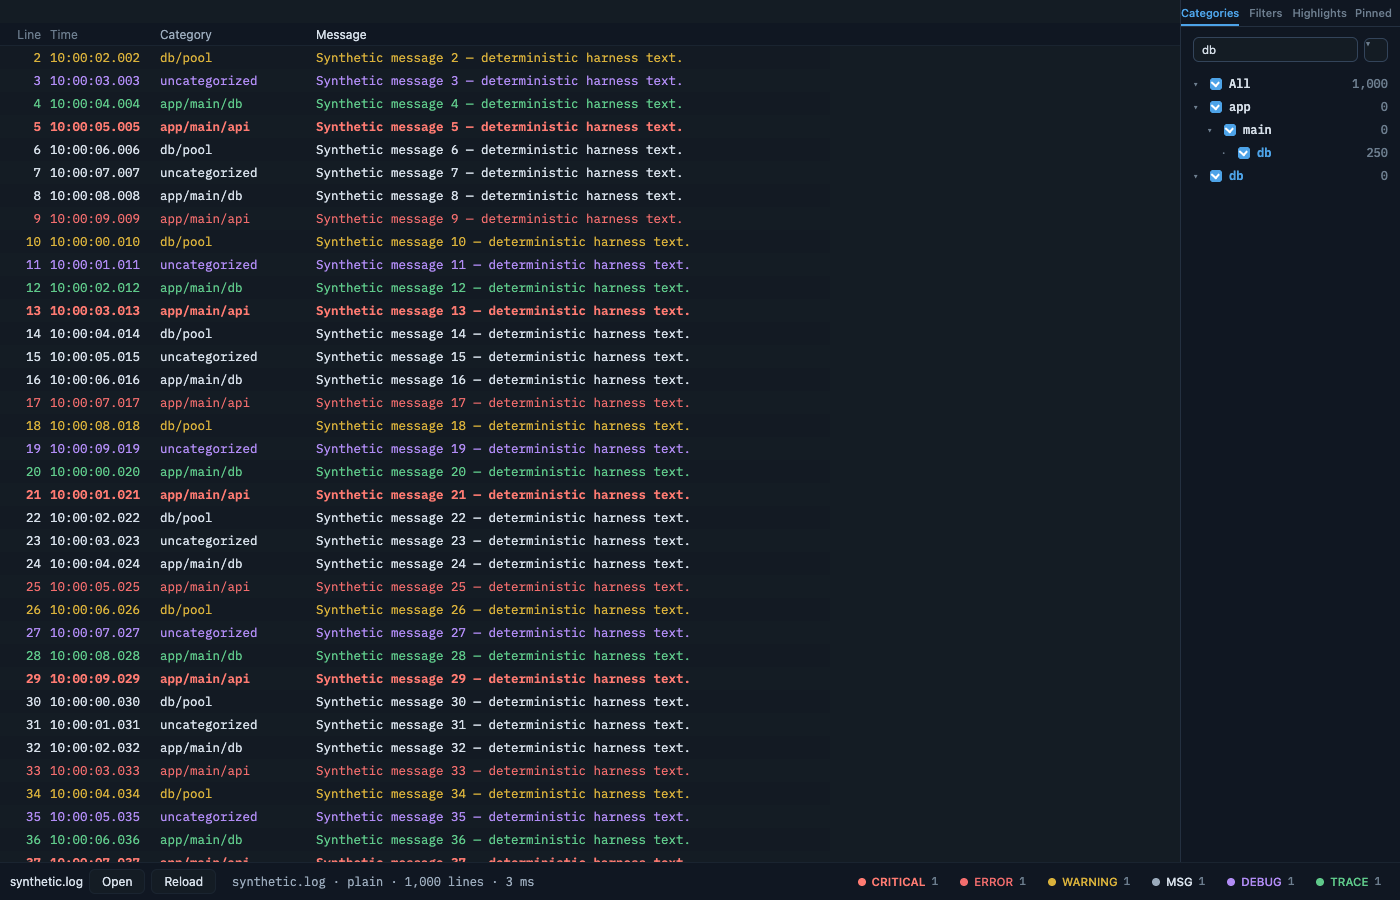 Categories Filters Highlights Pinned
Line Time Category Message
db
2 10:00:02.002 db/pool Synthetic message 2 — deterministic harness text.
3 10:00:03.003 uncategorized Synthetic message 3 — deterministic harness text.
4 10:00:04.004 app/main/db Synthetic message 4 — deterministic harness text.
5 10:00:05.005 app/main/api Synthetic message 5 — deterministic harness text.
6 10:00:06.006 db/pool Synthetic message 6 — deterministic harness text.
7 10:00:07.007 uncategorized Synthetic message 7 — deterministic harness text.
8 10:00:08.008 app/main/db Synthetic message 8 — deterministic harness text.
9 10:00:09.009 app/main/api Synthetic message 9 — deterministic harness text.
10 10:00:00.010 db/pool Synthetic message 10 — deterministic harness text.
11 10:00:01.011 uncategorized Synthetic message 11 — deterministic harness text.
12 10:00:02.012 app/main/db Synthetic message 12 — deterministic harness text.
13 10:00:03.013 app/main/api Synthetic message 13 — deterministic harness text.
14 10:00:04.014 db/pool Synthetic message 14 — deterministic harness text.
15 10:00:05.015 uncategorized Synthetic message 15 — deterministic harness text.
16 10:00:06.016 app/main/db Synthetic message 16 — deterministic harness text.
17 10:00:07.017 app/main/api Synthetic message 17 — deterministic harness text.
18 10:00:08.018 db/pool Synthetic message 18 — deterministic harness text.
19 10:00:09.019 uncategorized Synthetic message 19 — deterministic harness text.
20 10:00:00.020 app/main/db Synthetic message 20 — deterministic harness text.
21 10:00:01.021 app/main/api Synthetic message 21 — deterministic harness text.
22 10:00:02.022 db/pool Synthetic message 22 — deterministic harness text.
23 10:00:03.023 uncategorized Synthetic message 23 — deterministic harness text.
24 10:00:04.024 app/main/db Synthetic message 24 — deterministic harness text.
25 10:00:05.025 app/main/api Synthetic message 25 — deterministic harness text.
26 10:00:06.026 db/pool Synthetic message 26 — deterministic harness text.
27 10:00:07.027 uncategorized Synthetic message 27 — deterministic harness text.
28 10:00:08.028 app/main/db Synthetic message 28 — deterministic harness text.
29 10:00:09.029 app/main/api Synthetic message 29 — deterministic harness text.
30 10:00:00.030 db/pool Synthetic message 30 — deterministic harness text.
31 10:00:01.031 uncategorized Synthetic message 31 — deterministic harness text.
32 10:00:02.032 app/main/db Synthetic message 32 — deterministic harness text.
33 10:00:03.033 app/main/api Synthetic message 33 — deterministic harness text.
34 10:00:04.034 db/pool Synthetic message 34 — deterministic harness text.
35 10:00:05.035 uncategorized Synthetic message 35 — deterministic harness text.
36 10:00:06.036 app/main/db Synthetic message 36 — deterministic harness text.
37 10:00:07.037 app/main/api Synthetic message 37 — deterministic harness text.
All 1,000
app 0
main 0
db 250
db 0
synthetic.log Open Reload synthetic.log · plain · 1,000 lines · 3 ms CRITICAL 1 ERROR 1 WARNING 1 MSG 1 DEBUG 1 TRACE 1